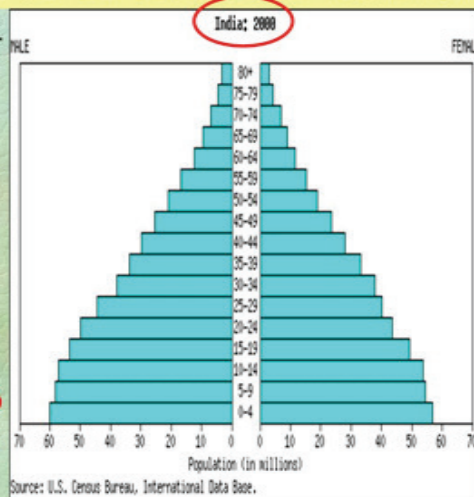 India: 2000
MALE
FEMAL
80+
75-79
70-74
65-69
60-64
55-59
50-54
45-49
40-44
35-39
30-34
25-29
20-24
15-19
10-14
5-9
0-4
70 60 50 40 30 20 10 0 0 10 20 30 40 50 60 70
Population (in millions)
Source: U.S. Census Bureau, International Data Base.